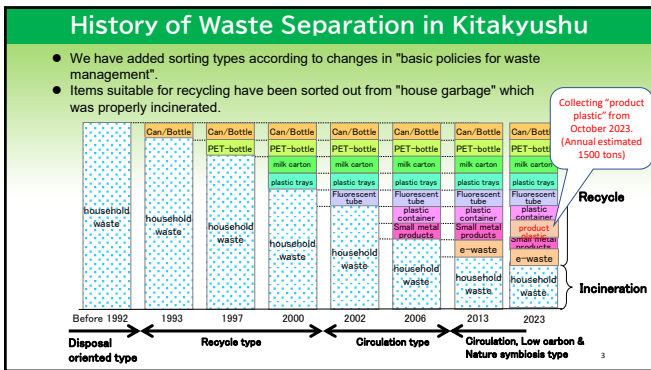 History of Waste Separation in Kitakyushu
● We have added sorting types according to changes in "basic policies for waste
management".
● Items suitable for recycling have been sorted out from "house garbage" which
was properly incinerated.
Collecting "product
plastic" from
October 2023.
(Annual estimated
1500 tons)
household
waste
Before 1992
Can/Bottle
household
waste
1993
Can/Bottle
PET-bottle
household
waste
1997
Can/Bottle
PET-bottle
milk carton
plastic trays
household
waste
2000
Can/Bottle
PET-bottle
milk carton
plastic trays
Fluorescent
tube
household
waste
2002
Can/Bottle
PET-bottle
milk carton
plastic trays
Fluorescent
tube
plastic
container
Small metal
products
household
waste
2006
Can/Bottle
PET-bottle
milk carton
plastic trays
Fluorescent
tube
plastic
container
Small metal
products
e-waste
household
waste
2013
Can/Bottle
PET-bottle
milk carton
plastic trays
Fluorescent
tube
plastic
container
product
plastic
Small metal
products
e-waste
household
waste
2023
Recycle
Incineration
Disposal
oriented type
Recycle type
Circulation type
Circulation, Low carbon &
Nature symbiosis type
3